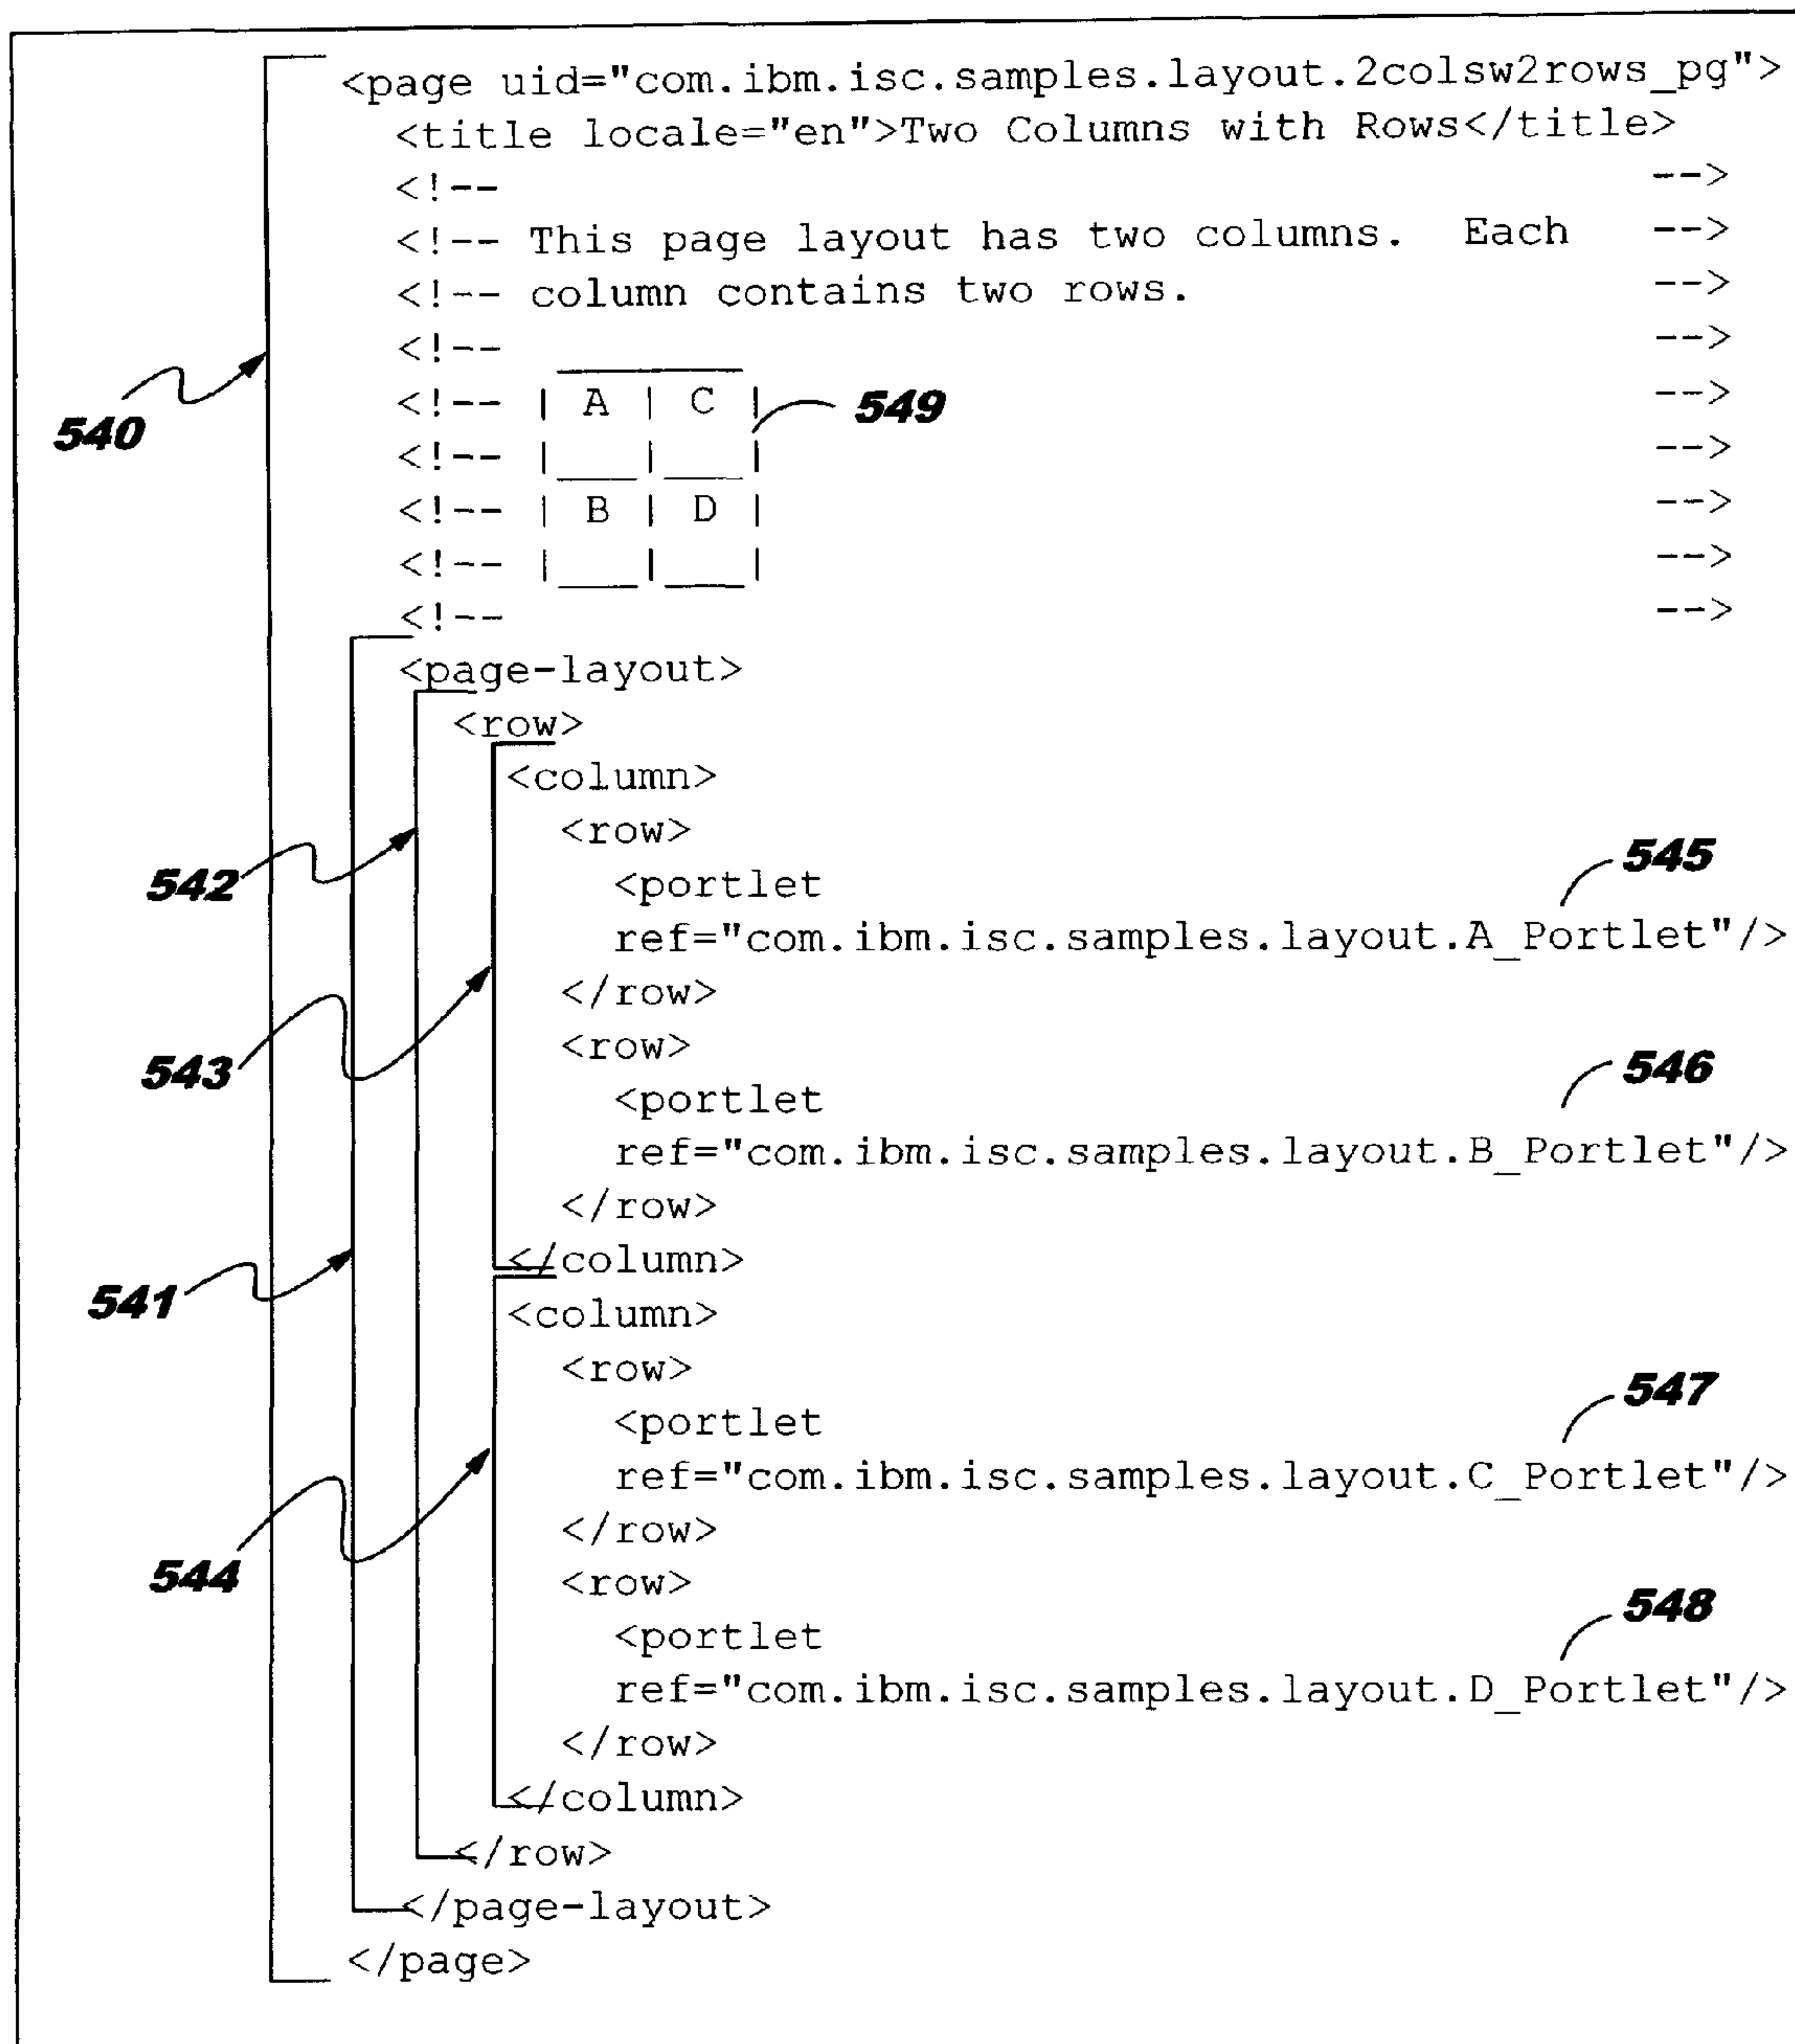 <page uid="com.ibm.isc.samples.layout.2colsw2rows_pg">
<title locale="en">Two Columns with Rows</title>
<!-- -->
<!-- This page layout has two columns.  Each -->
<!-- column contains two rows. -->
<!-- -->
<!-- | A | C | --> 549
540
<!-- |___|___| -->
<!-- | B | D | -->
<!-- |___|___| -->
<!-- -->
<page-layout>
<row>
<column>
<row>
545
542
<portlet
ref="com.ibm.isc.samples.layout.A_Portlet"/>
</row>
<row>
543
546
<portlet
ref="com.ibm.isc.samples.layout.B_Portlet"/>
</row>
</column>
541
<column>
<row>
547
<portlet
ref="com.ibm.isc.samples.layout.C_Portlet"/>
</row>
544
<row>
548
<portlet
ref="com.ibm.isc.samples.layout.D_Portlet"/>
</row>
</column>
</row>
</page-layout>
</page>